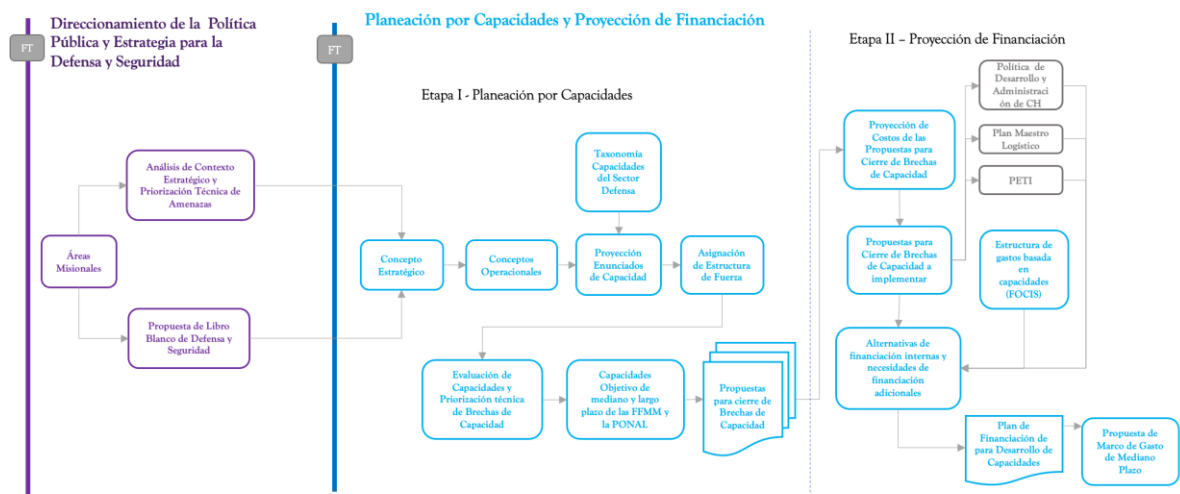 Direccionamiento de la Política
Pública y Estrategia para la
Defensa y Seguridad
FT
Análisis de Contexto
Estratégico y
Priorización Técnica de
Amenazas
Áreas
Misionales
Propuesta de Libro
Blanco de Defensa y
Seguridad
Planeación por Capacidades y Proyección de Financiación
FT
Etapa I - Planeación por Capacidades
Taxonomía
Capacidades
del Sector
Defensa
Concepto
Estratégico
Conceptos
Operacionales
Proyección
Enunciados
de Capacidad
Asignación
de Estructura
de Fuerza
Evaluación de
Capacidades y
Priorización técnica
de Brechas de
Capacidad
Capacidades
Objetivo de
mediano y largo
plazo de las FFMM y
la PONAL
Propuestas
para cierre de
Brechas de
Capacidad
Etapa II – Proyección de Financiación
Política de
Desarrollo y
Administraci
ón de CH
Proyección de
Costos de las
Propuestas para
Cierre de Brechas
de Capacidad
Plan Maestro
Logístico
PETI
Propuestas para
Cierre de Brechas
de Capacidad a
implementar
Estructura de
gastos basada
en
capacidades
(FOCIS)
Alternativas de
financiación internas y
necesidades de
financiación
adicionales
Plan de
Financiación de
para Desarrollo de
Capacidades
Propuesta de
Marco de Gasto
de Mediano
Plazo